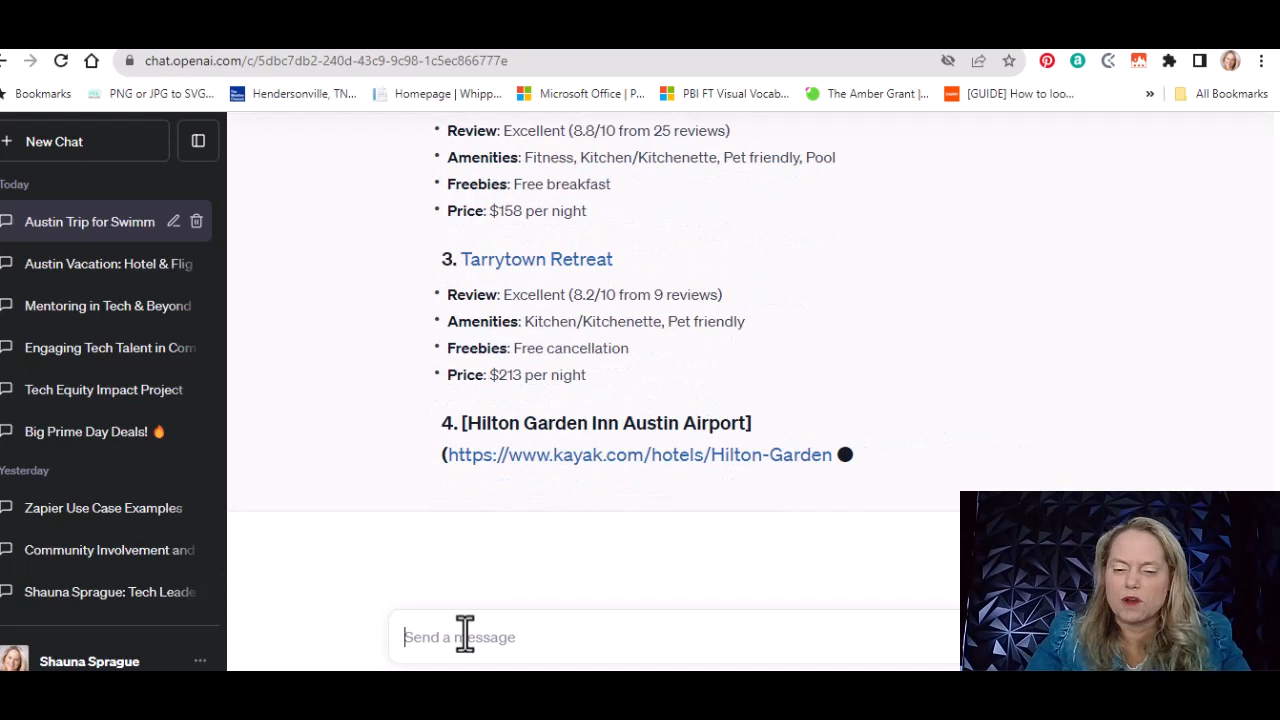 chat.openai.com/c/5dbc7db2-240d-43c9-9c98-1c5ec866777e
Bookmarks PNG or JPG to SVG... Hendersonville, TN... Homepage | Whipp... Microsoft Office | P... PBI FT Visual Vocab... The Amber Grant |... [GUIDE] How to loo... » All Bookmarks
+ New Chat
Today
Austin Trip for Swimm
Austin Vacation: Hotel & Flig
Mentoring in Tech & Beyond
Engaging Tech Talent in Com
Tech Equity Impact Project
Big Prime Day Deals! 🔥
Yesterday
Zapier Use Case Examples
Community Involvement and
Shauna Sprague: Tech Leade
Shauna Sprague ...
• Review: Excellent (8.8/10 from 25 reviews)
• Amenities: Fitness, Kitchen/Kitchenette, Pet friendly, Pool
• Freebies: Free breakfast
• Price: $158 per night
3. Tarrytown Retreat
• Review: Excellent (8.2/10 from 9 reviews)
• Amenities: Kitchen/Kitchenette, Pet friendly
• Freebies: Free cancellation
• Price: $213 per night
4. [Hilton Garden Inn Austin Airport]
(https://www.kayak.com/hotels/Hilton-Garden
Send a message